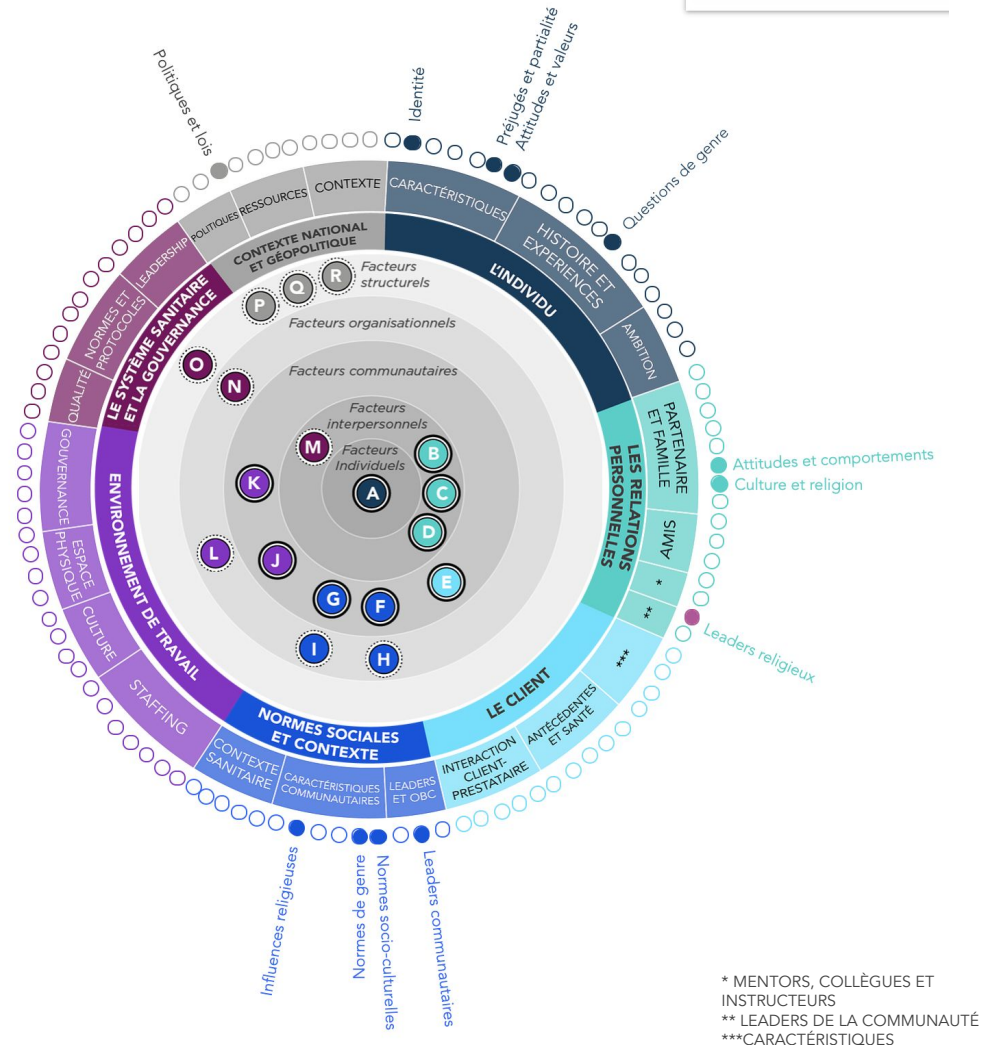 Politiques et lois
Identité
Préjugés et partialité
Attitudes et valeurs
Questions de genre
POLITIQUES
RESSOURCES
CONTEXTE
CARACTÉRISTIQUES
HISTOIRE ET
EXPERIENCES
AMBITION
CONTEXTE NATIONAL
ET GÉOPOLITIQUE
L'INDIVIDU
LEADERSHIP
NORMES ET
PROTOCOLES
QUALITÉ
LE SYSTÈME SANITAIRE
ET LA GOUVERNANCE
PARTENAIRE
ET FAMILLE
AMIS
*
**
LES RELATIONS
PERSONNELLES
Attitudes et comportements
Culture et religion
Leaders religieux
Facteurs
structurels
Facteurs organisationnels
Facteurs communautaires
Facteurs
interpersonnels
Facteurs
Individuels
R
Q
P
O
N
M
B
K
A
C
D
L
J
E
G
F
I
H
GOUVERNANCE
ESPACE
PHYSIQUE
CULTURE
STAFFING
ENVIRONNEMENT DE TRAVAIL
***
ANTÉCÉDENTES
ET SANTÉ
INTERACTION
CLIENT-
PRESTATAIRE
LE CLIENT
NORMES SOCIALES
ET CONTEXTE
CONTEXTE
SANITAIRE
CARACTÉRISTIQUES
COMMUNAUTAIRES
LEADERS
ET OBC
Influences religieuses
Normes de genre
Normes socio-culturelles
Leaders communautaires
* MENTORS, COLLÈGUES ET
INSTRUCTEURS
** LEADERS DE LA COMMUNAUTÉ
***CARACTÉRISTIQUES